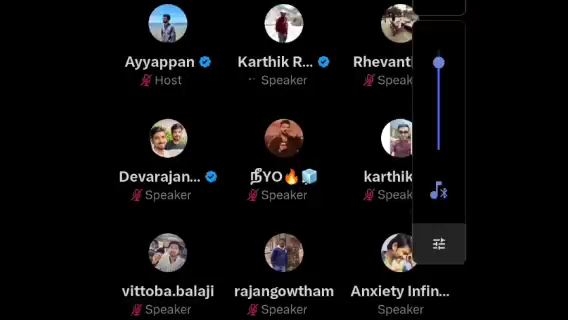 Ayyappan
Karthik R...
Rhevant
Host
Speaker
Speak
Devarajan...
நீYO🔥🧊
karthik
Speaker
Speaker
Speak
vittoba.balaji
rajangowtham
Anxiety Infin...
Speaker
Speaker
Speaker